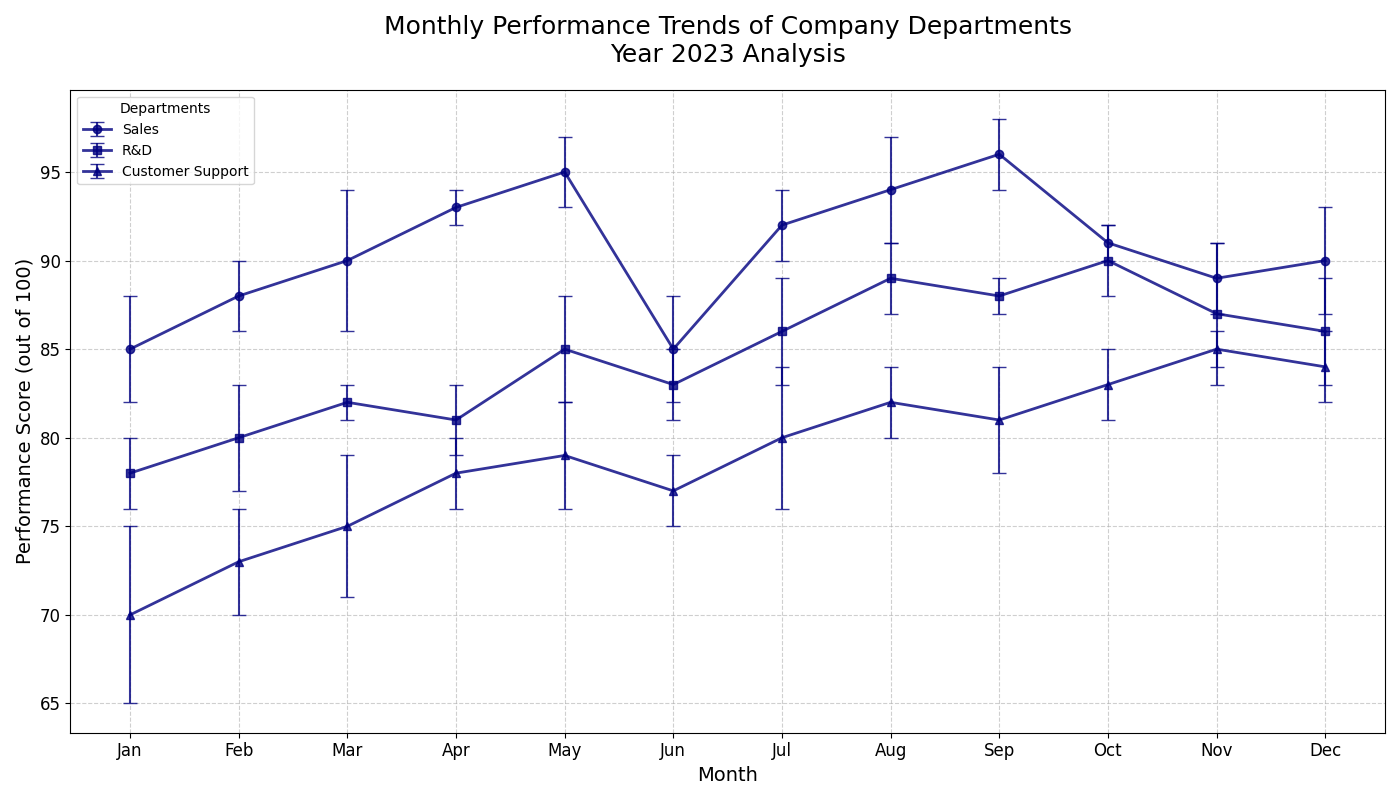 Monthly Performance Trends of Company Departments
Year 2023 Analysis
Departments
Sales
R&D
Customer Support
Performance Score (out of 100)
95
90
85
80
75
70
65
Jan Feb Mar Apr May Jun Jul Aug Sep Oct Nov Dec
Month